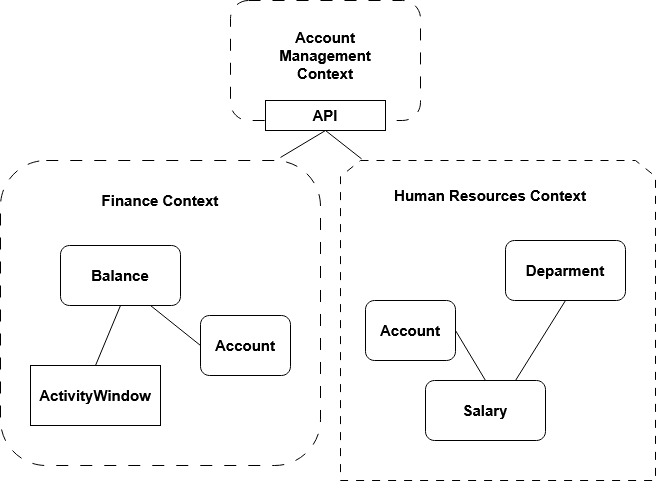 Account
Management
Context
API
Finance Context
Balance
Account
ActivityWindow
Human Resources Context
Deparment
Account
Salary